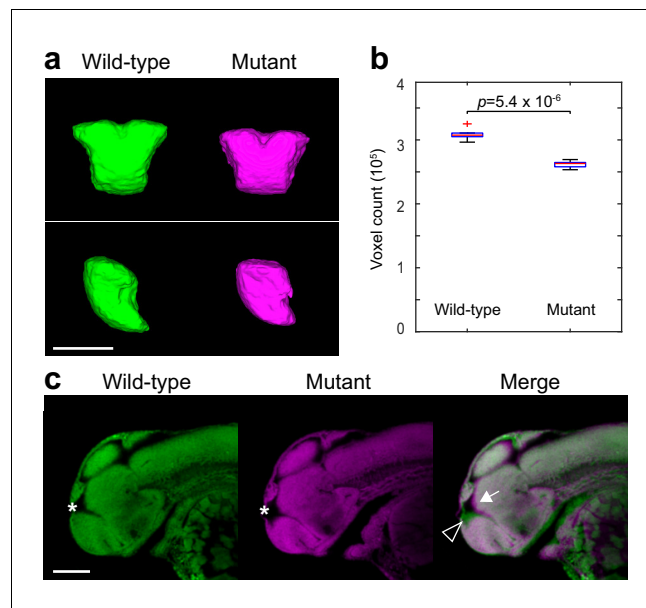 a
Wild-type Mutant
b
4
3
2
1
0
Voxel count (10⁵)
p=5.4 x 10⁻⁶
+
Wild-type Mutant
c
Wild-type Mutant Merge
* *